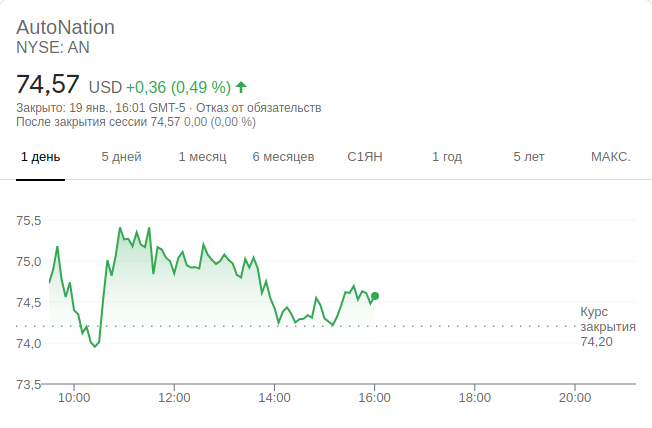 AutoNation
NYSE: AN
74,57 USD +0,36 (0,49 %)
Закрыто: 19 янв., 16:01 GMT-5 · Отказ от обязательств
После закрытия сессии 74,57 0,00 (0,00 %)
1 день 5 дней 1 месяц 6 месяцев С1ЯН 1 год 5 лет МАКС.
75,5
75,0
74,5
Курс
закрытия
74,20
74,0
73,5
10:00 12:00 14:00 16:00 18:00 20:00